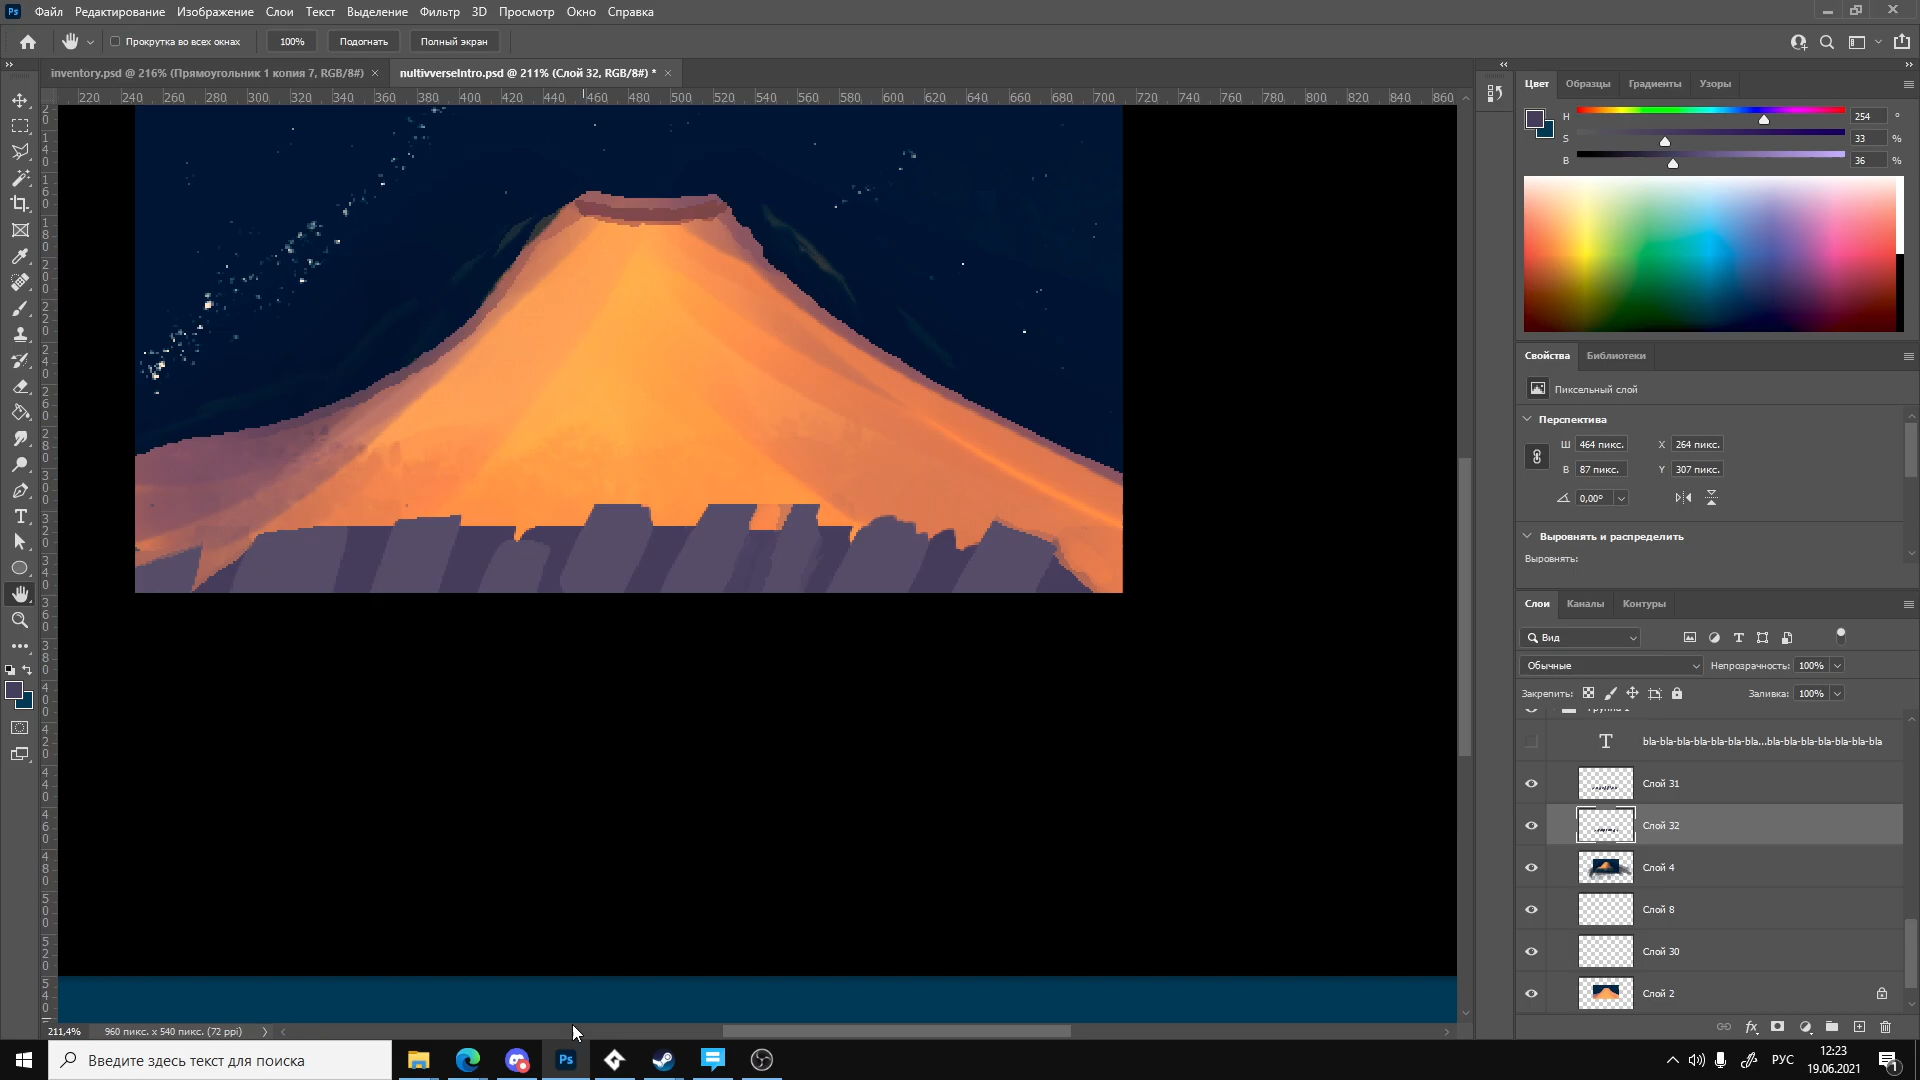 Ps Файл Редактирование Изображение Слои Текст Выделение Фильтр 3D Просмотр Окно Справка
Прокрутка во всех окнах 100% Подогнать Полный экран
inventory.psd @ 216% (Прямоугольник 1 копия 7, RGB/8#) × nultivverseIntro.psd @ 211% (Слой 32, RGB/8#) * ×
220 240 260 280 300 320 340 360 380 400 420 440 460 480 500 520 540 560 580 600 620 640 660 680 700 720 740 760 780 800 820 840 860
Цвет Образцы Градиенты Узоры
H 254 °
S 33 %
B 36 %
Свойства Библиотеки
Пиксельный слой
Перспектива
Ш 464 пикс. X 264 пикс.
В 87 пикс. Y 307 пикс.
0,00°
Выровнять и распределить
Выровнять:
Слои Каналы Контуры
Вид
Обычные Непрозрачность: 100%
Закрепить: Заливка: 100%
bla-bla-bla-bla-bla-bla-bla...bla-bla-bla-bla-bla-bla-bla
Слой 31
Слой 32
Слой 4
Слой 8
Слой 30
Слой 2
211,4% 960 пикс. x 540 пикс. (72 ppi)
Введите здесь текст для поиска
Ps
РУС
12:23
19.06.2021
1